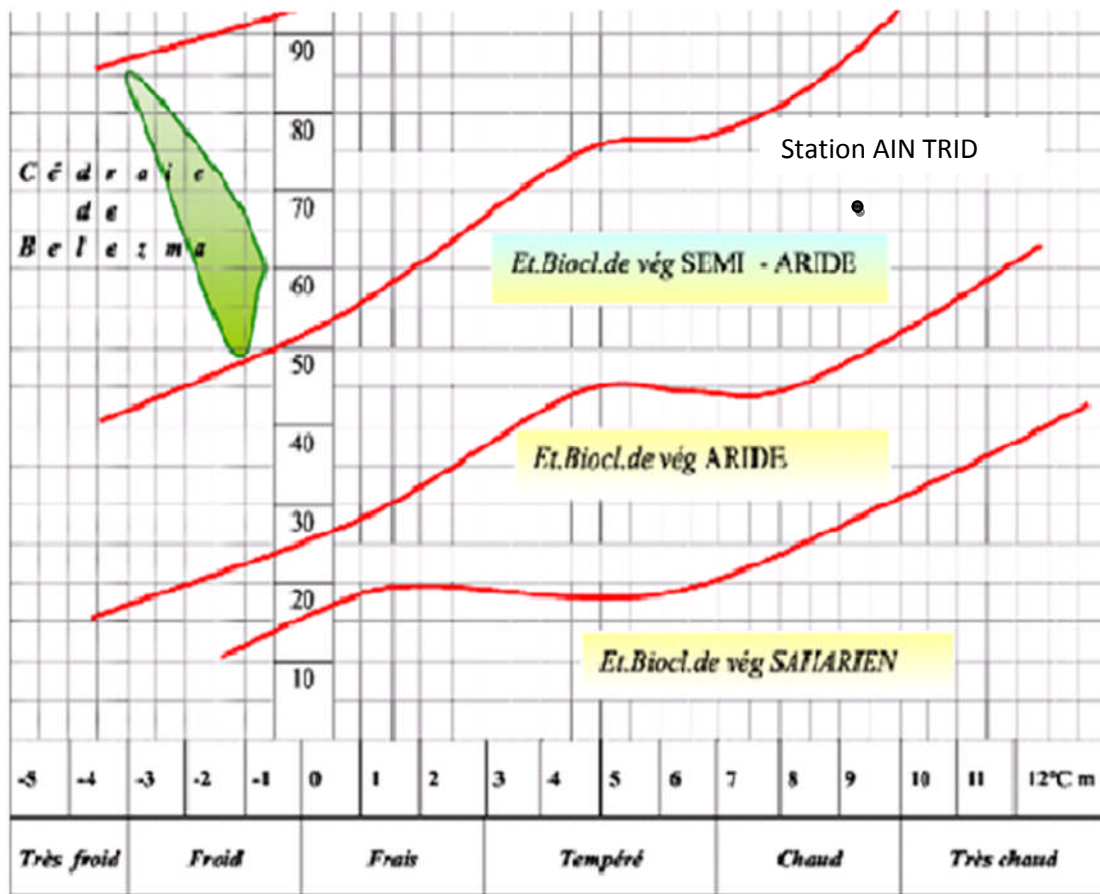 90
80
Station AIN TRID
Cédraie
de
Belezma
70
Et.Biocl.de vég SEMI - ARIDE
60
50
40
Et.Biocl.de vég ARIDE
30
20
Et.Biocl.de vég SAHARIEN
10
-5 -4 -3 -2 -1 0 1 2 3 4 5 6 7 8 9 10 11 12°C m
Très froid Froid Frais Tempéré Chaud Très chaud